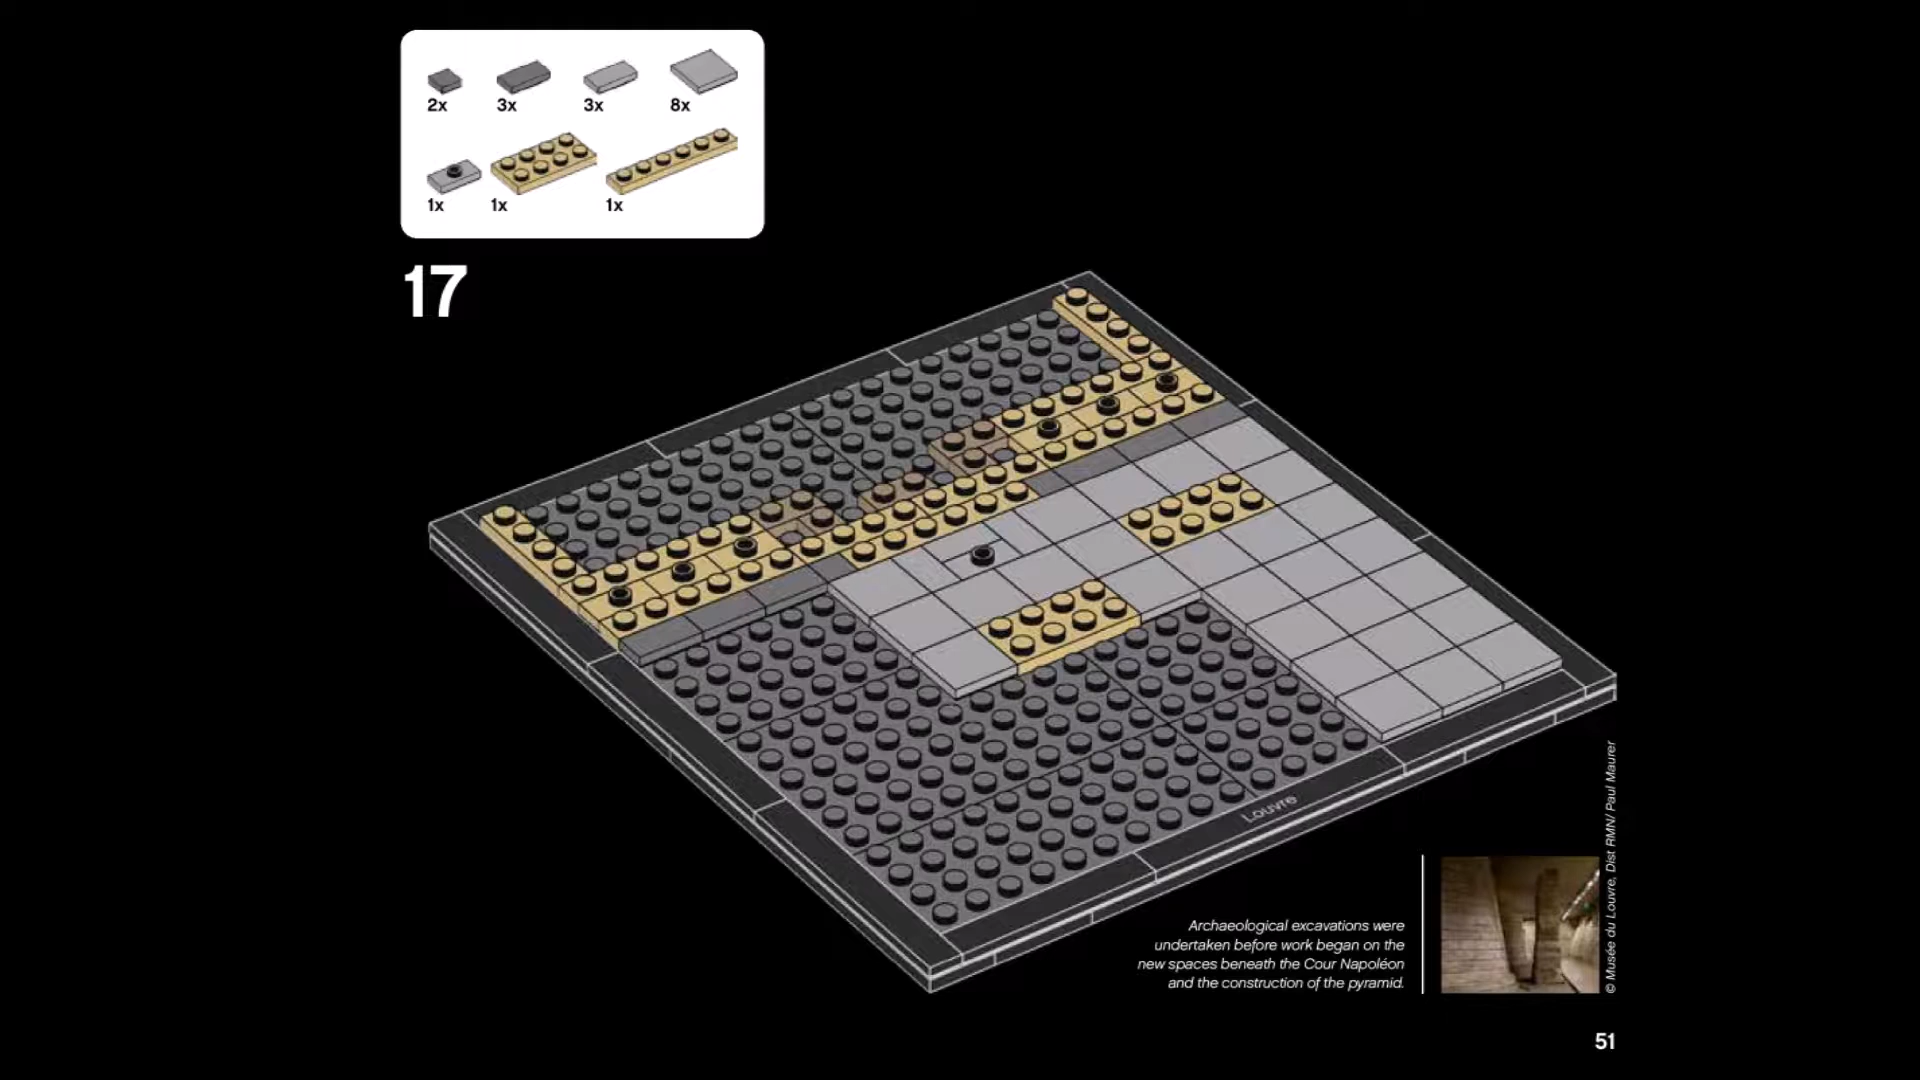 2x 3x 3x 8x
1x 1x 1x
17
Louvre
Archaeological excavations were
undertaken before work began on the
new spaces beneath the Cour Napoléon
and the construction of the pyramid.
© Musée du Louvre, Dist RMN/ Paul Maurer
51